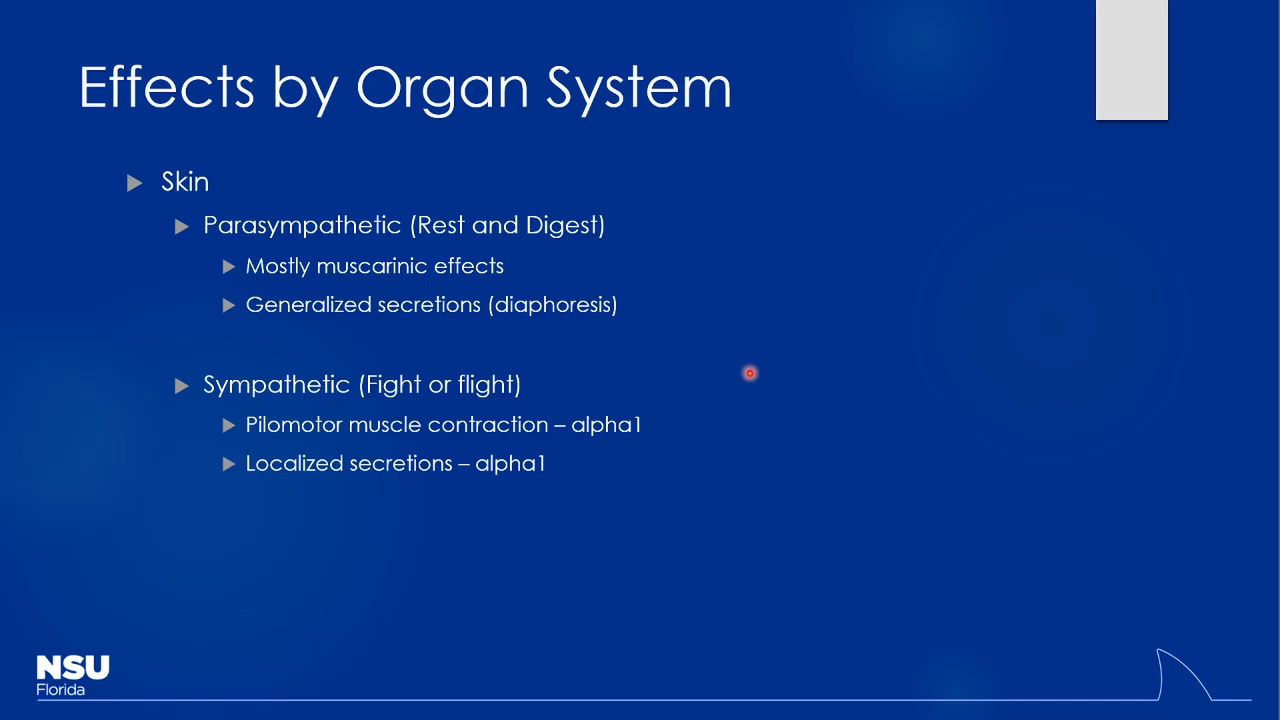 Effects by Organ System
Skin
Parasympathetic (Rest and Digest)
Mostly muscarinic effects
Generalized secretions (diaphoresis)
Sympathetic (Fight or flight)
Pilomotor muscle contraction – alpha1
Localized secretions – alpha1
NSU
Florida